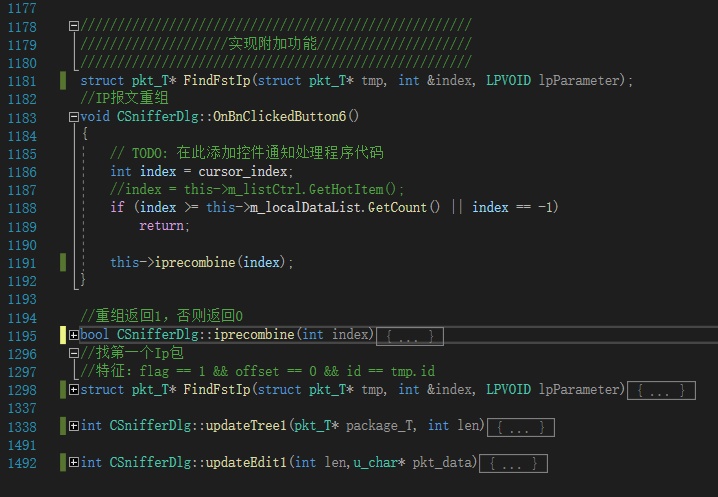 1177
1178 /////////////////////////////////////////////////////
1179 ////////////////////实现附加功能/////////////////////
1180 /////////////////////////////////////////////////////
1181 struct pkt_T* FindFstIp(struct pkt_T* tmp, int &index, LPVOID lpParameter);
1182 //IP报文重组
1183 void CSnifferDlg::OnBnClickedButton6()
1184 {
1185 // TODO: 在此添加控件通知处理程序代码
1186 int index = cursor_index;
1187 //index = this->m_listCtrl.GetHotItem();
1188 if (index >= this->m_localDataList.GetCount() || index == -1)
1189 return;
1190
1191 this->iprecombine(index);
1192 }
1193
1194 //重组返回1，否则返回0
1195 bool CSnifferDlg::iprecombine(int index) { ... }
1296 //找第一个Ip包
1297 //特征：flag == 1 && offset == 0 && id == tmp.id
1298 struct pkt_T* FindFstIp(struct pkt_T* tmp, int &index, LPVOID lpParameter) { ... }
1337
1338 int CSnifferDlg::updateTree1(pkt_T* package_T, int len) { ... }
1491
1492 int CSnifferDlg::updateEdit1(int len,u_char* pkt_data) { ... }